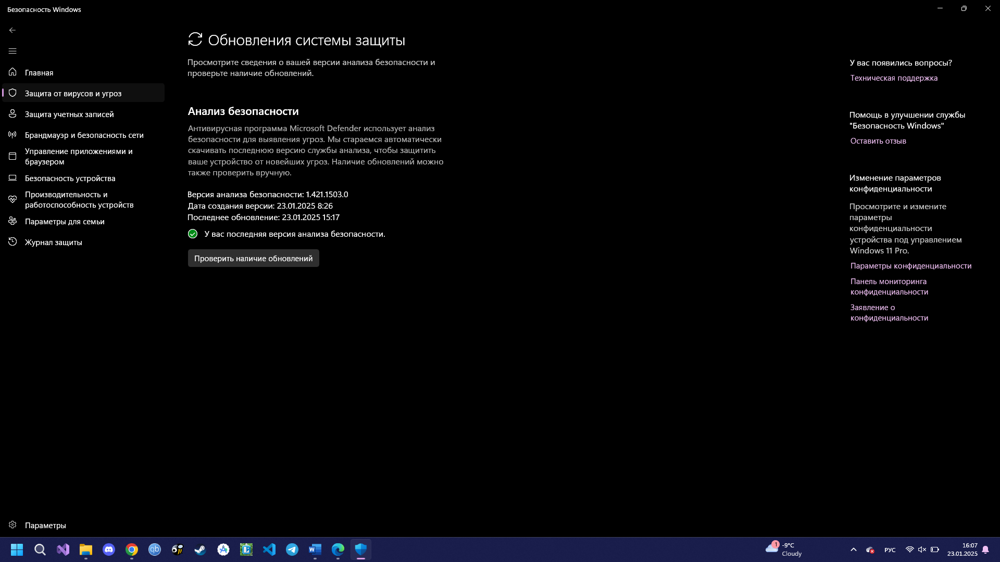 Безопасность Windows
Главная
Защита от вирусов и угроз
Защита учетных записей
Брандмауэр и безопасность сети
Управление приложениями и
браузером
Безопасность устройства
Производительность и
работоспособность устройств
Параметры для семьи
Журнал защиты
Параметры
Обновления системы защиты
Просмотрите сведения о вашей версии анализа безопасности и
проверьте наличие обновлений.
Анализ безопасности
Антивирусная программа Microsoft Defender использует анализ
безопасности для выявления угроз. Мы стараемся автоматически
скачивать последнюю версию службы анализа, чтобы защитить
ваше устройство от новейших угроз. Наличие обновлений можно
также проверить вручную.
Версия анализа безопасности: 1.421.1503.0
Дата создания версии: 23.01.2025 8:26
Последнее обновление: 23.01.2025 15:17
У вас последняя версия анализа безопасности.
Проверить наличие обновлений
У вас появились вопросы?
Техническая поддержка
Помощь в улучшении службы
"Безопасность Windows"
Оставить отзыв
Изменение параметров
конфиденциальности
Просмотрите и измените
параметры
конфиденциальности
устройства под управлением
Windows 11 Pro.
Параметры конфиденциальности
Панель мониторинга
конфиденциальности
Заявление о
конфиденциальности
qb
W
1
-9°C
Cloudy
РУС
16:07
23.01.2025